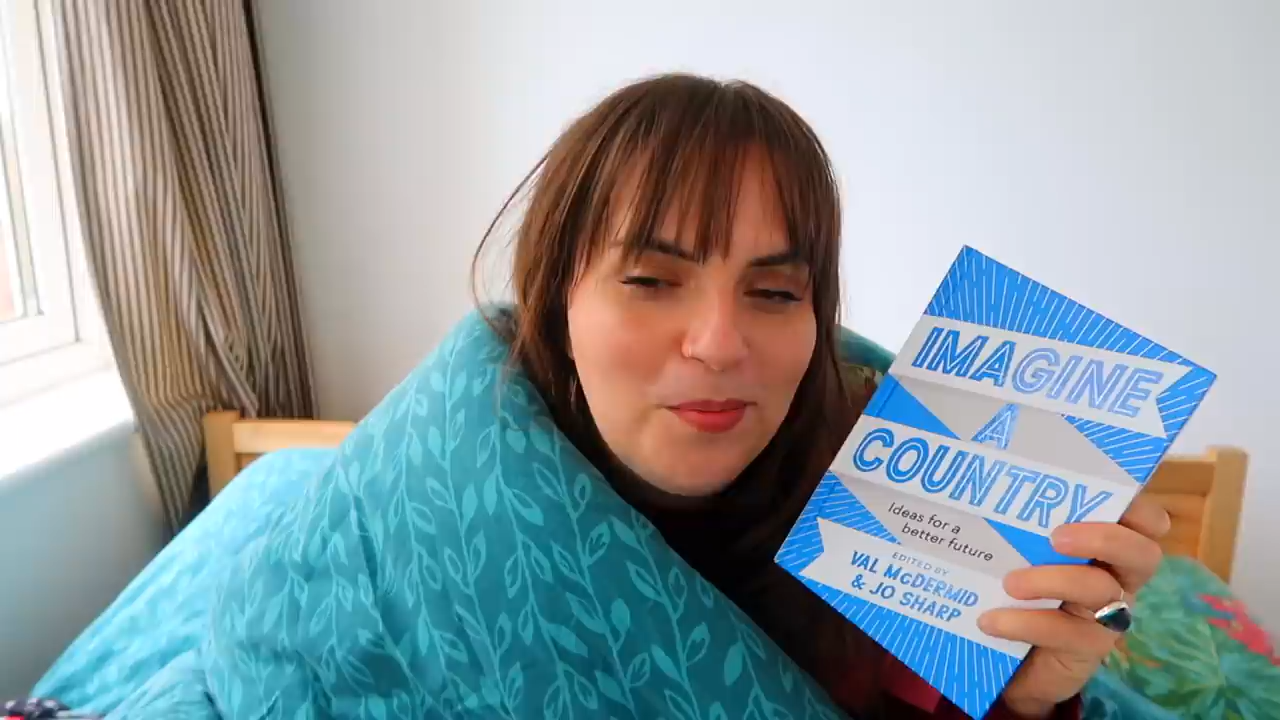 IMAGINE
A
COUNTRY
Ideas for a
better future
EDITED BY
VAL McDERMID
& JO SHARP